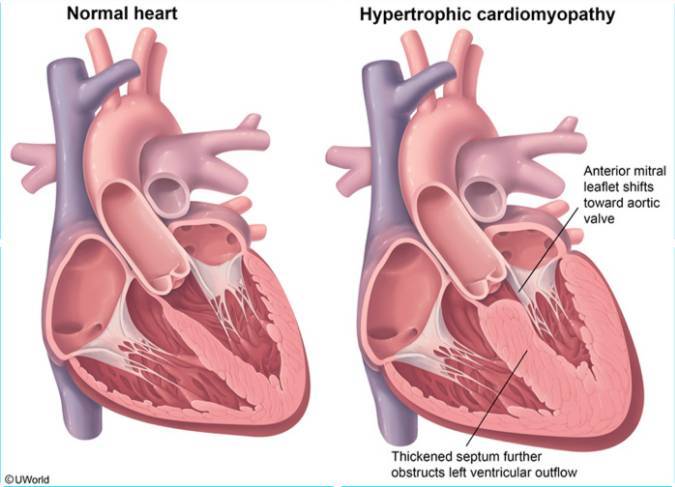 Normal heart
Hypertrophic cardiomyopathy
Anterior mitral
leaflet shifts
toward aortic
valve
Thickened septum further
obstructs left ventricular outflow
©UWorld